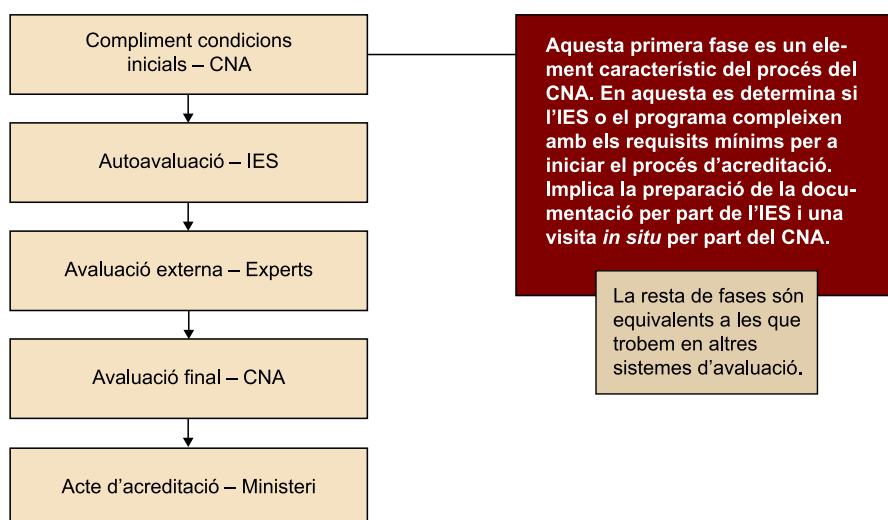 Compliment condicions
inicials – CNA
Autoavaluació – IES
Avaluació externa – Experts
Avaluació final – CNA
Acte d'acreditació – Ministeri
Aquesta primera fase es un ele-
ment característic del procés del
CNA. En aquesta es determina si
l'IES o el programa compleixen
amb els requisits mínims per a
iniciar el procés d'acreditació.
Implica la preparació de la docu-
mentació per part de l'IES i una
visita in situ per part del CNA.
La resta de fases són
equivalents a les que
trobem en altres
sistemes d'avaluació.